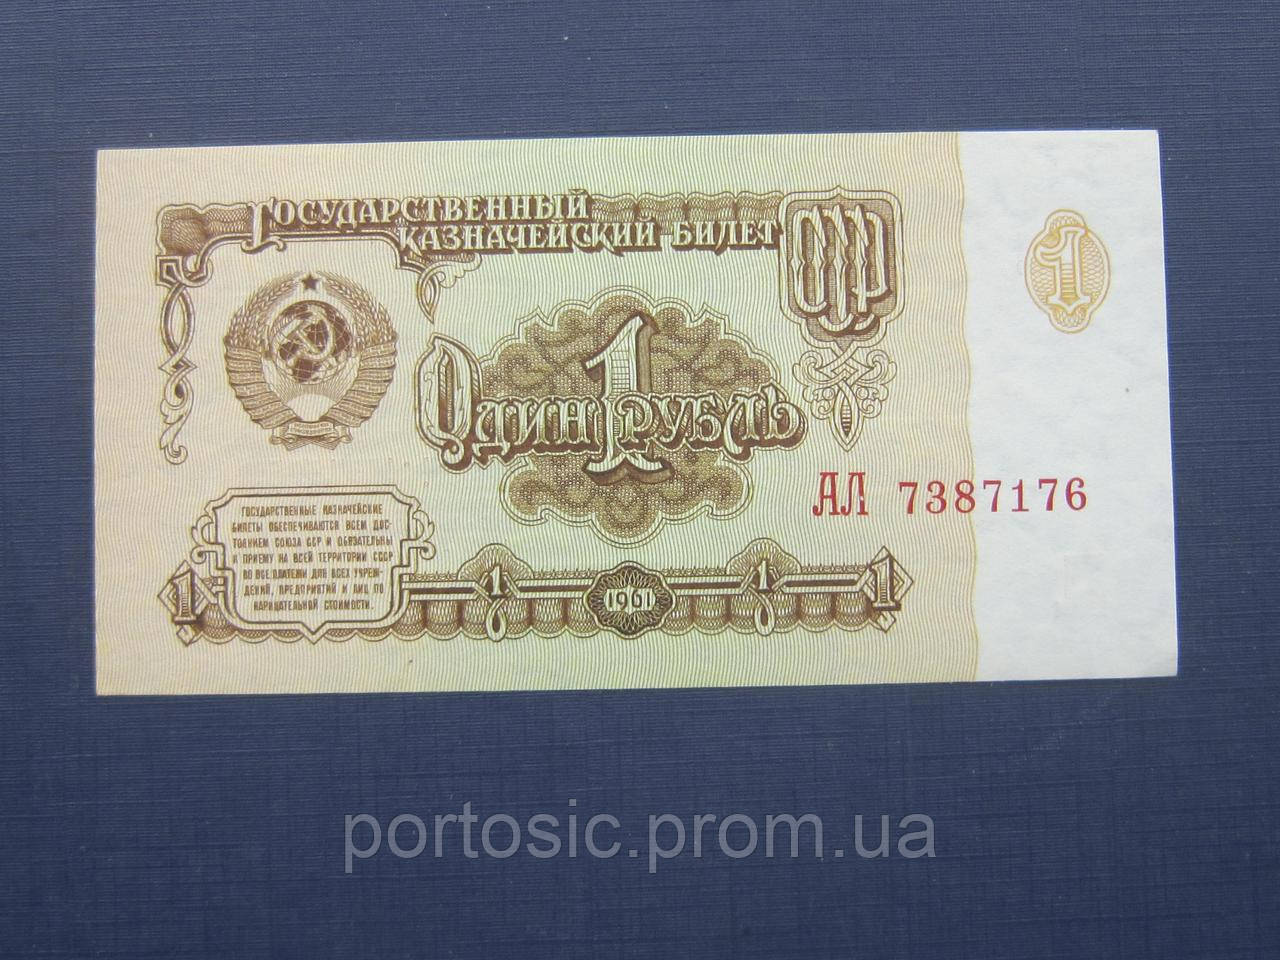 ГОСУДАРСТВЕННЫЙ
КАЗНАЧЕЙСКИЙ БИЛЕТ
СССР
1
1
ОДИН РУБЛЬ
АЛ 7387176
ГОСУДАРСТВЕННЫЕ КАЗНАЧЕЙСКИЕ
БИЛЕТЫ ОБЕСПЕЧИВАЮТСЯ ВСЕМ ДОС-
ТОЯНИЕМ СОЮЗА ССР И ОБЯЗАТЕЛЬНЫ
К ПРИЕМУ НА ВСЕЙ ТЕРРИТОРИИ СССР
ВО ВСЕ ПЛАТЕЖИ ДЛЯ ВСЕХ УЧРЕЖ-
ДЕНИЙ, ПРЕДПРИЯТИЙ И ЛИЦ ПО
НАРИЦАТЕЛЬНОЙ СТОИМОСТИ.
1 1 1961 1 1
portosic.prom.ua